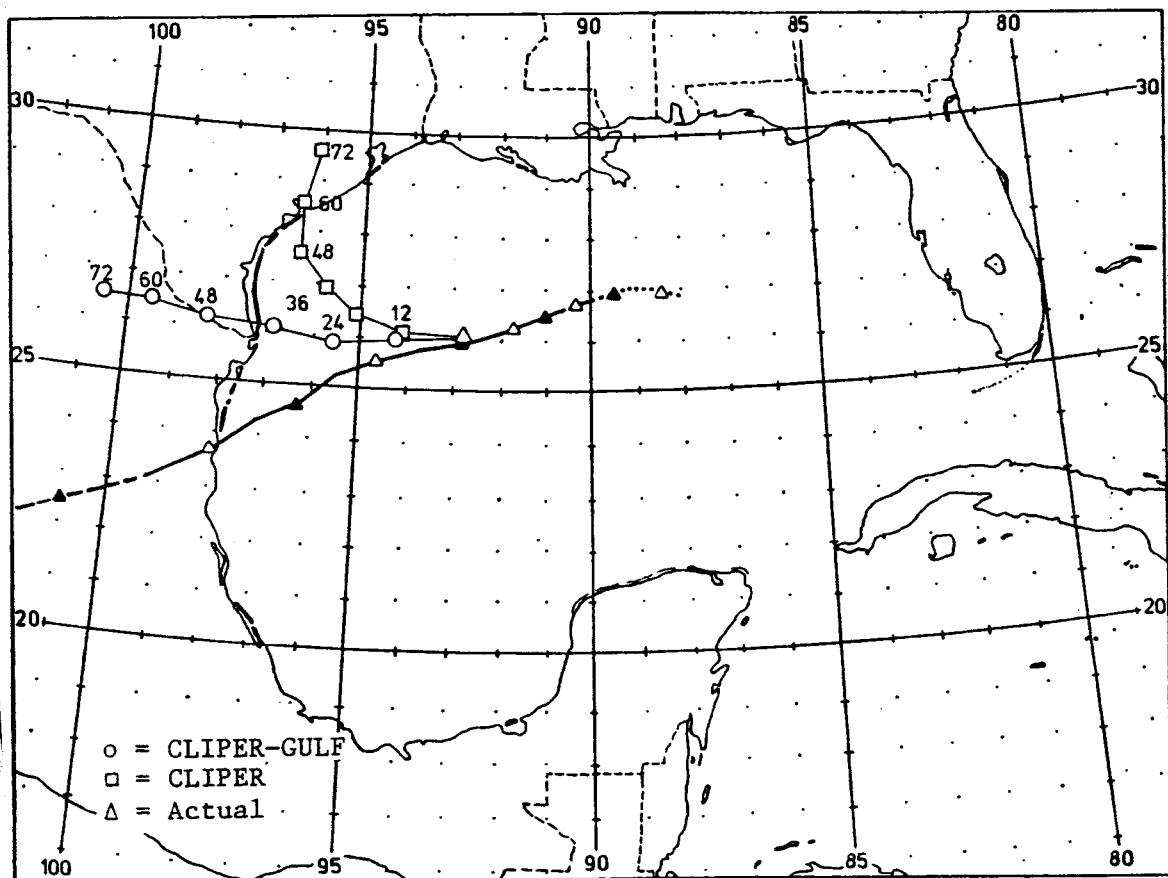 100 95 90 85 80
30 30
72
60
48
72 60 48 36 24 12
25 25
20 20
○ = CLIPER-GULF
□ = CLIPER
△ = Actual
100 95 90 85 80